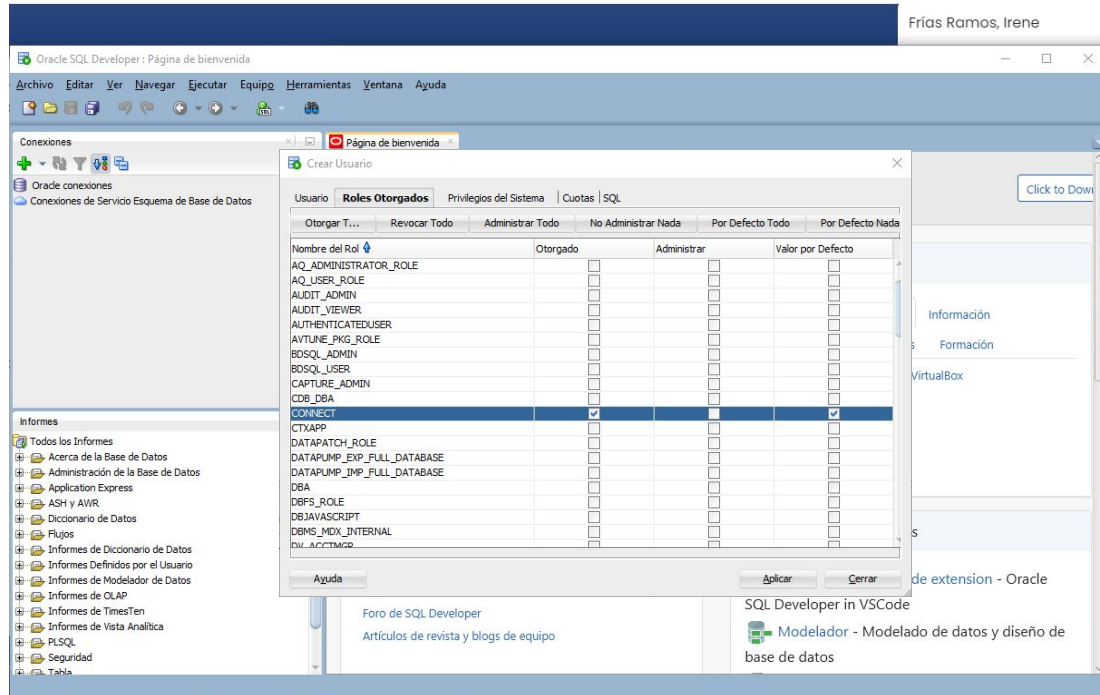 Frías Ramos, Irene
Oracle SQL Developer : Página de bienvenida
Archivo Editar Ver Navegar Ejecutar Equipo Herramientas Ventana Ayuda
Conexiones
Página de bienvenida
Oracle conexiones
Conexiones de Servicio Esquema de Base de Datos
Crear Usuario
Click to Down
Usuario Roles Otorgados Privilegios del Sistema Cuotas SQL
Otorgar T... Revocar Todo Administrar Todo No Administrar Nada Por Defecto Todo Por Defecto Nada
Nombre del Rol Otorgado Administrar Valor por Defecto
AQ_ADMINISTRATOR_ROLE
AQ_USER_ROLE
AUDIT_ADMIN
AUDIT_VIEWER
AUTHENTICATEDUSER
AVTUNE_PKG_ROLE
BDSQL_ADMIN
BDSQL_USER
CAPTURE_ADMIN
CDB_DBA
CONNECT
CTXAPP
DATAPATCH_ROLE
DATAPUMP_EXP_FULL_DATABASE
DATAPUMP_IMP_FULL_DATABASE
DBA
DBFS_ROLE
DBJAVASCRIPT
DBMS_MDX_INTERNAL
DV_ACCTMGR
Ayuda Aplicar Cerrar
Información
s Formación
VirtualBox
Informes
Todos los Informes
Acerca de la Base de Datos
Administración de la Base de Datos
Application Express
ASH y AWR
Diccionario de Datos
Flujos
Informes de Diccionario de Datos
Informes Definidos por el Usuario
Informes de Modelador de Datos
Informes de OLAP
Informes de TimesTen
Informes de Vista Analítica
PLSQL
Seguridad
Tabla
Foro de SQL Developer
Artículos de revista y blogs de equipo
s
de extension - Oracle
SQL Developer in VSCode
Modelador - Modelado de datos y diseño de
base de datos